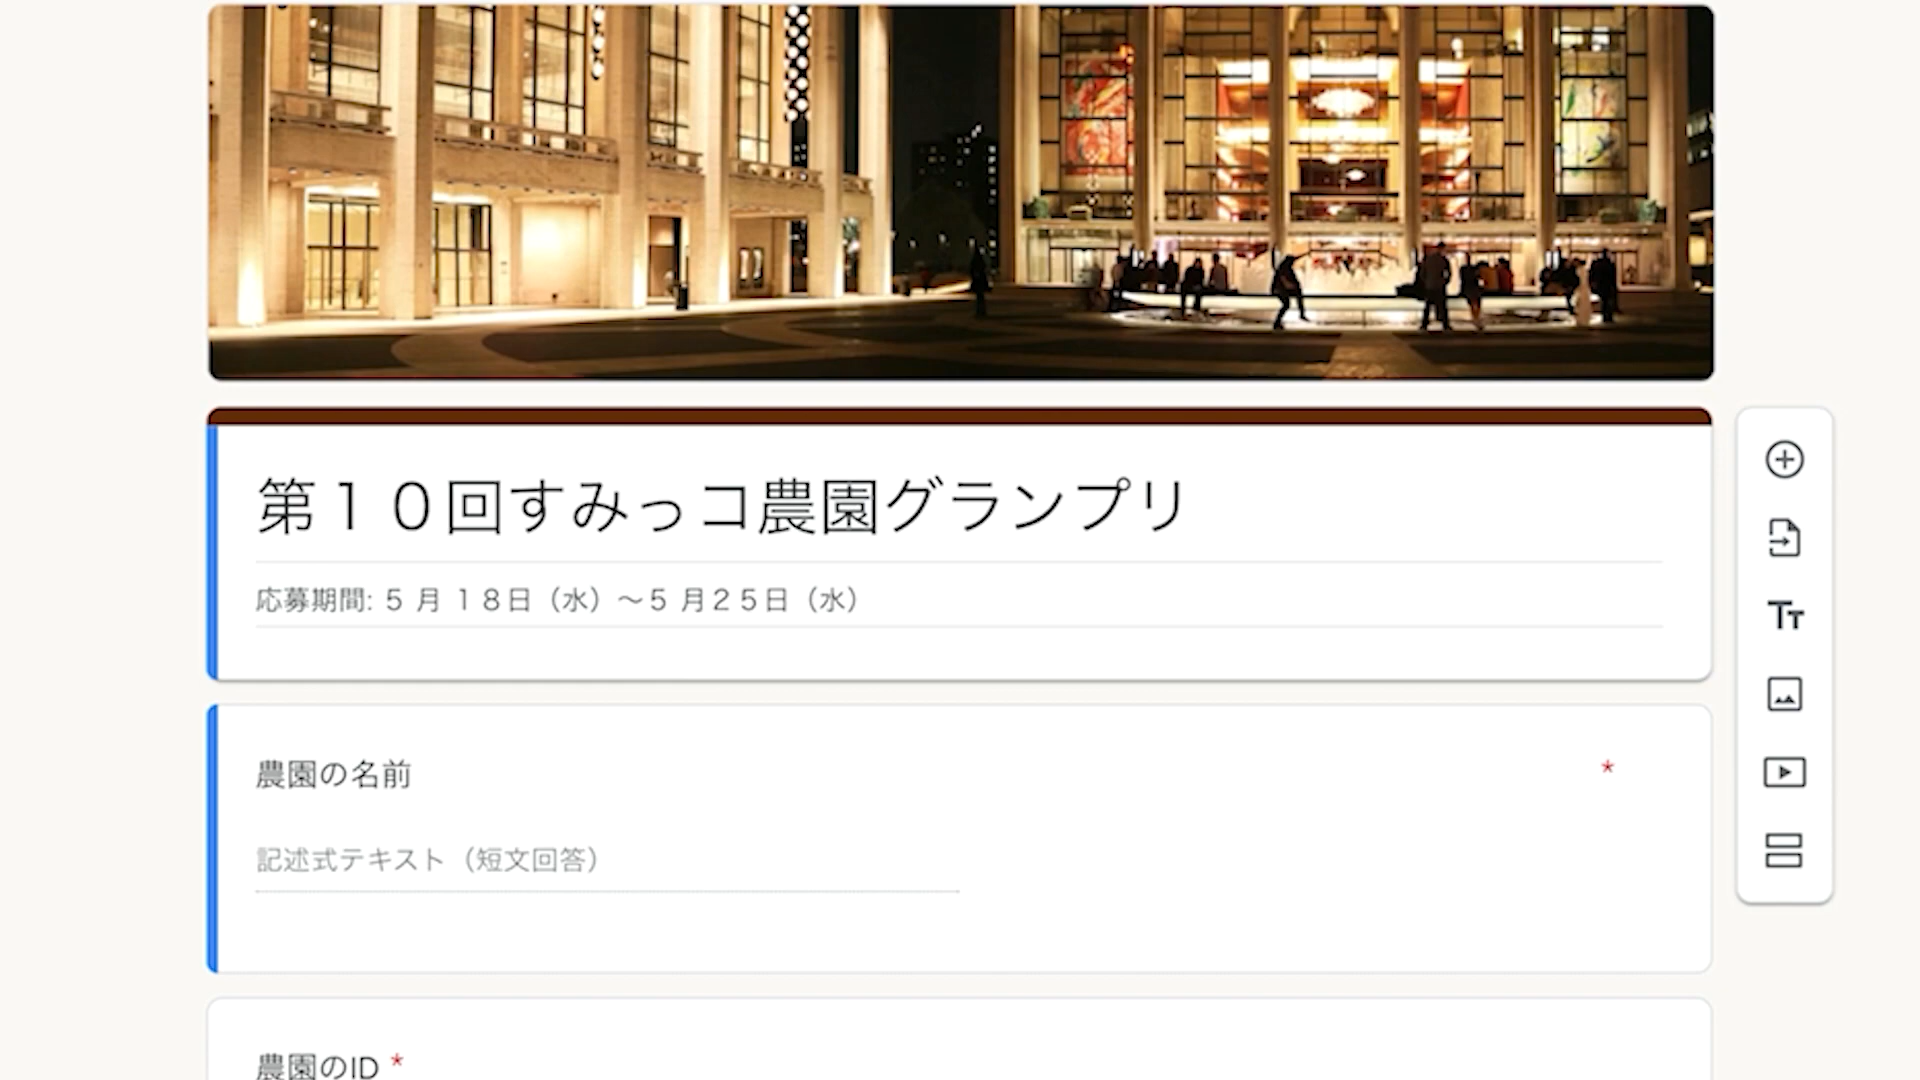 第１０回すみっコ農園グランプリ
応募期間: ５ 月 １８日（水）〜５ 月２５日（水）
農園の名前 *
記述式テキスト（短文回答）
農園のID *